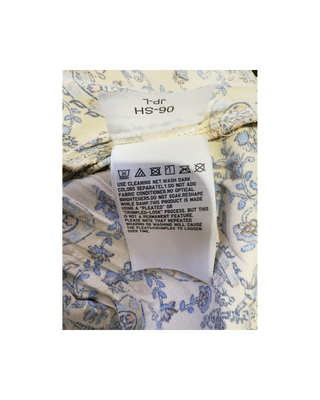 06-SH
JP-L
USE CLEANING NET.WASH DARK
COLORS SEPARATELY.DO NOT ADD
FABRIC CONDITIONER.NO OPTICAL
BRIGHTENERS.DO NOT SOAK.RESHAPE
WHILE DAMP.THIS PRODUCT IS MADE
USING A "PLEATED" OR
"CRUMPLED-LOOK" PROCESS BUT THIS
IS NOT A PERMANENT FEATURE.
PLEASE NOTE THAT REPEATED
WEARING OR WASHING WILL CAUSE
THE PLEATS/CRUMPLES TO LOOSEN
OVER TIME.